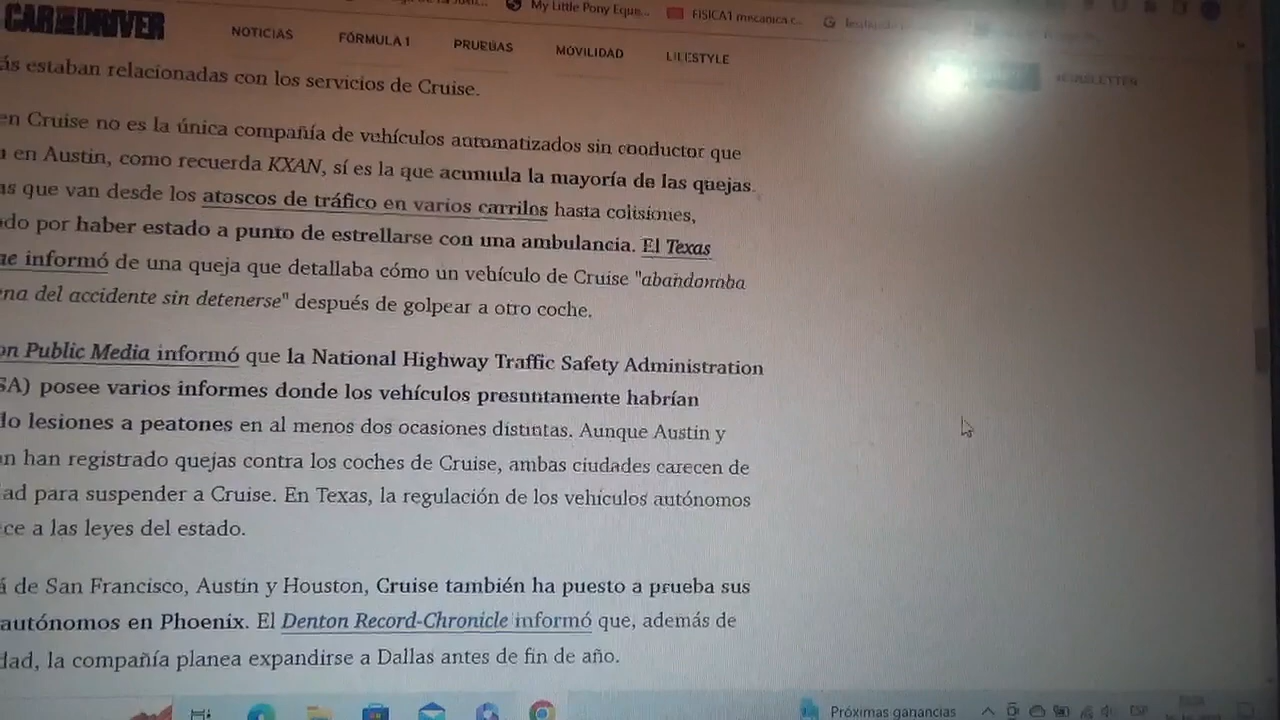 My Little Pony Eque...
FISICA1 mecanica c...
CAR DRIVER
NOTICIAS
FÓRMULA 1
PRUEBAS
MOVILIDAD
LIFESTYLE
NEWSLETTER
ás estaban relacionadas con los servicios de Cruise.
en Cruise no es la única compañía de vehículos automatizados sin conductor que
a en Austin, como recuerda KXAN, sí es la que acumula la mayoría de las quejas.
as que van desde los atascos de tráfico en varios carriles hasta colisiones,
ado por haber estado a punto de estrellarse con una ambulancia. El Texas
ne informó de una queja que detallaba cómo un vehículo de Cruise "abandonaba
ena del accidente sin detenerse" después de golpear a otro coche.
on Public Media informó que la National Highway Traffic Safety Administration
SA) posee varios informes donde los vehículos presuntamente habrían
do lesiones a peatones en al menos dos ocasiones distintas. Aunque Austin y
n han registrado quejas contra los coches de Cruise, ambas ciudades carecen de
ad para suspender a Cruise. En Texas, la regulación de los vehículos autónomos
ce a las leyes del estado.
á de San Francisco, Austin y Houston, Cruise también ha puesto a prueba sus
autónomos en Phoenix. El Denton Record-Chronicle informó que, además de
dad, la compañía planea expandirse a Dallas antes de fin de año.
Próximas ganancias
ESP